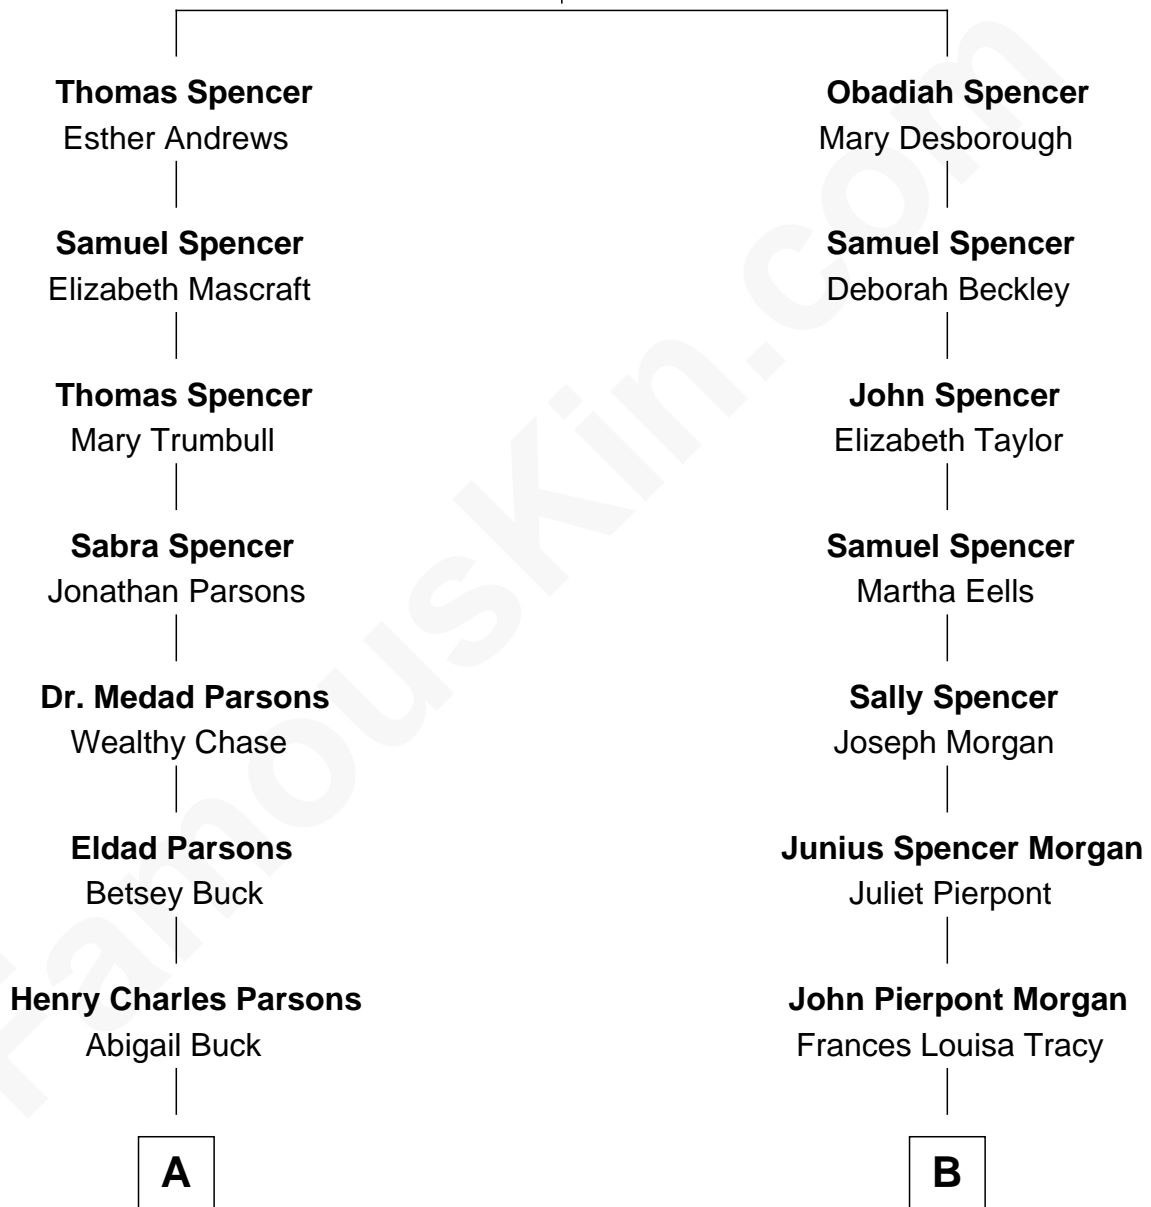 Thomas Spencer
Esther Andrews
Samuel Spencer
Elizabeth Mascraft
Thomas Spencer
Mary Trumbull
Sabra Spencer
Jonathan Parsons
Dr. Medad Parsons
Wealthy Chase
Eldad Parsons
Betsey Buck
Henry Charles Parsons
Abigail Buck
A
Obadiah Spencer
Mary Desborough
Samuel Spencer
Deborah Beckley
John Spencer
Elizabeth Taylor
Samuel Spencer
Martha Eells
Sally Spencer
Joseph Morgan
Junius Spencer Morgan
Juliet Pierpont
John Pierpont Morgan
Frances Louisa Tracy
B
FamousKin.com